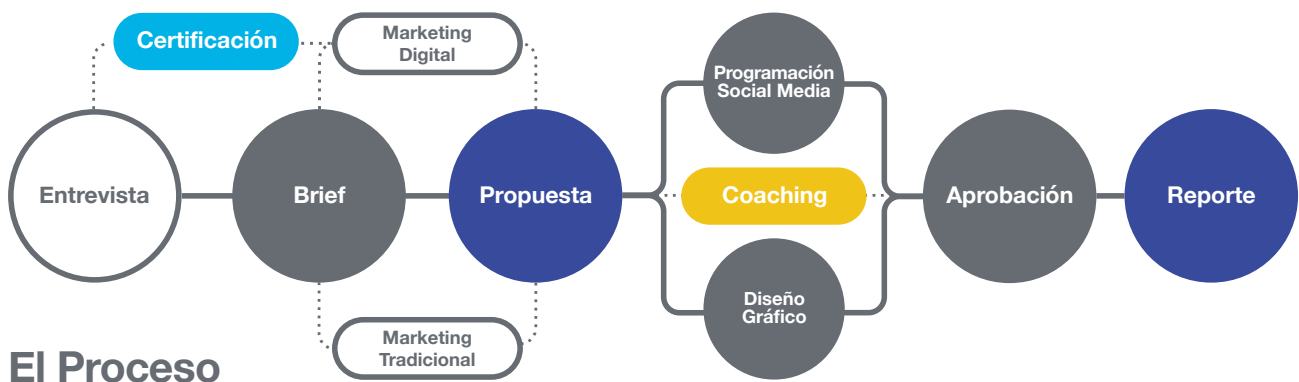 Certificación
Marketing
Digital
Programación
Social Media
Entrevista
Brief
Propuesta
Coaching
Aprobación
Reporte
Diseño
Gráfico
Marketing
Tradicional
El Proceso